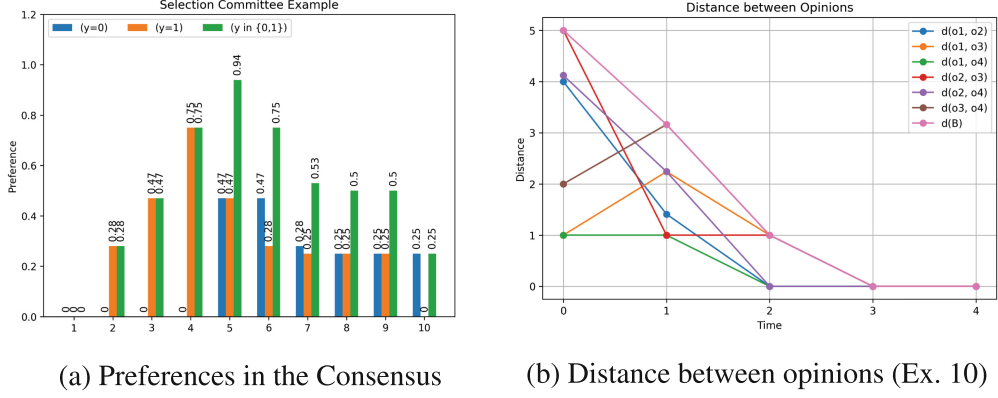 Selection Committee Example
(y=0) (y=1) (y in {0,1})
1.2
1.0
0.8
0.6
0.4
0.2
0.0
Preference
0 0 0
0 0.28 0.28
0 0.47 0.47
0 0.75 0.75
0.47 0.47 0.94
0.47 0.28 0.75
0.28 0.25 0.53
0.25 0.25 0.5
0.25 0.25 0.5
0.25 0 0.25
1 2 3 4 5 6 7 8 9 10
(a) Preferences in the Consensus
Distance between Opinions
d(o1, o2)
d(o1, o3)
d(o1, o4)
d(o2, o3)
d(o2, o4)
d(o3, o4)
d(B)
5
4
3
2
1
0
Distance
0 1 2 3 4
Time
(b) Distance between opinions (Ex. 10)